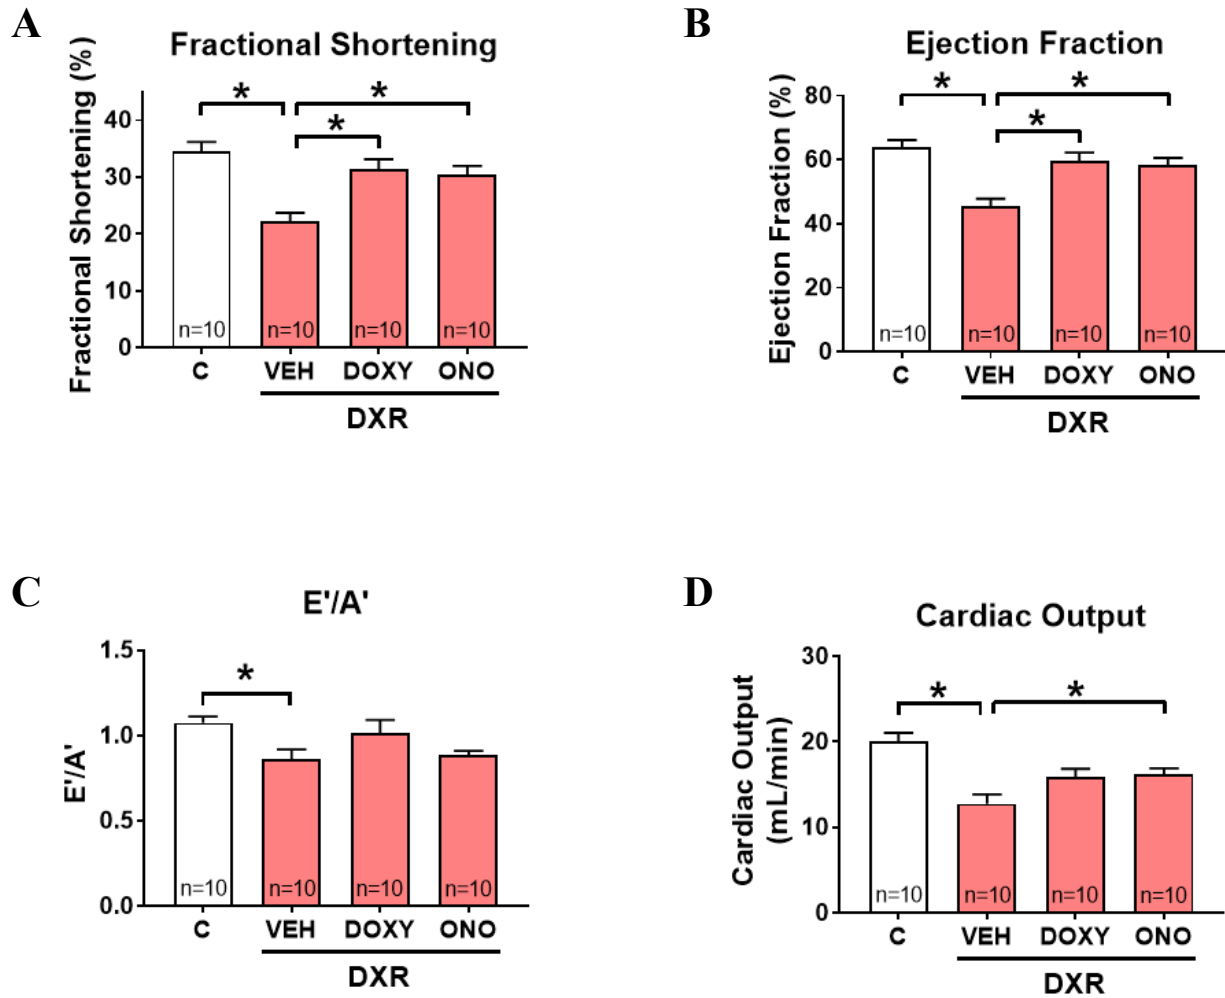 A
Fractional Shortening
Fractional Shortening (%)
40
30
20
10
0
*
*
*
n=10
n=10
n=10
n=10
C
VEH
DOXY
ONO
DXR
B
Ejection Fraction
Ejection Fraction (%)
80
60
40
20
0
*
*
*
n=10
n=10
n=10
n=10
C
VEH
DOXY
ONO
DXR
C
E'/A'
E'/A'
1.5
1.0
0.5
0.0
*
n=10
n=10
n=10
n=10
C
VEH
DOXY
ONO
DXR
D
Cardiac Output
Cardiac Output
(mL/min)
30
20
10
0
*
*
n=10
n=10
n=10
n=10
C
VEH
DOXY
ONO
DXR